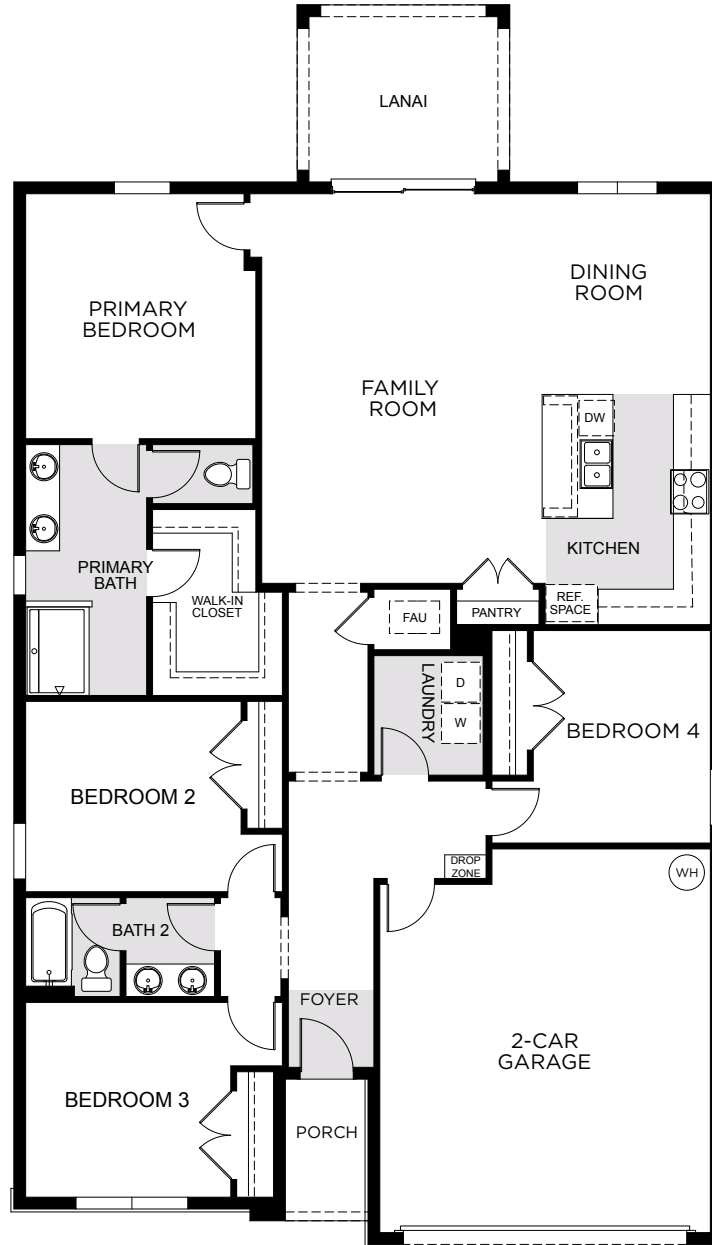 LANAI
DINING
ROOM
PRIMARY
BEDROOM
FAMILY
ROOM
DW
KITCHEN
PRIMARY
BATH
WALK-IN
CLOSET
REF.
SPACE
PANTRY
FAU
LAUNDRY
D
W
BEDROOM 4
BEDROOM 2
DROP
ZONE
WH
BATH 2
FOYER
2-CAR
GARAGE
BEDROOM 3
PORCH